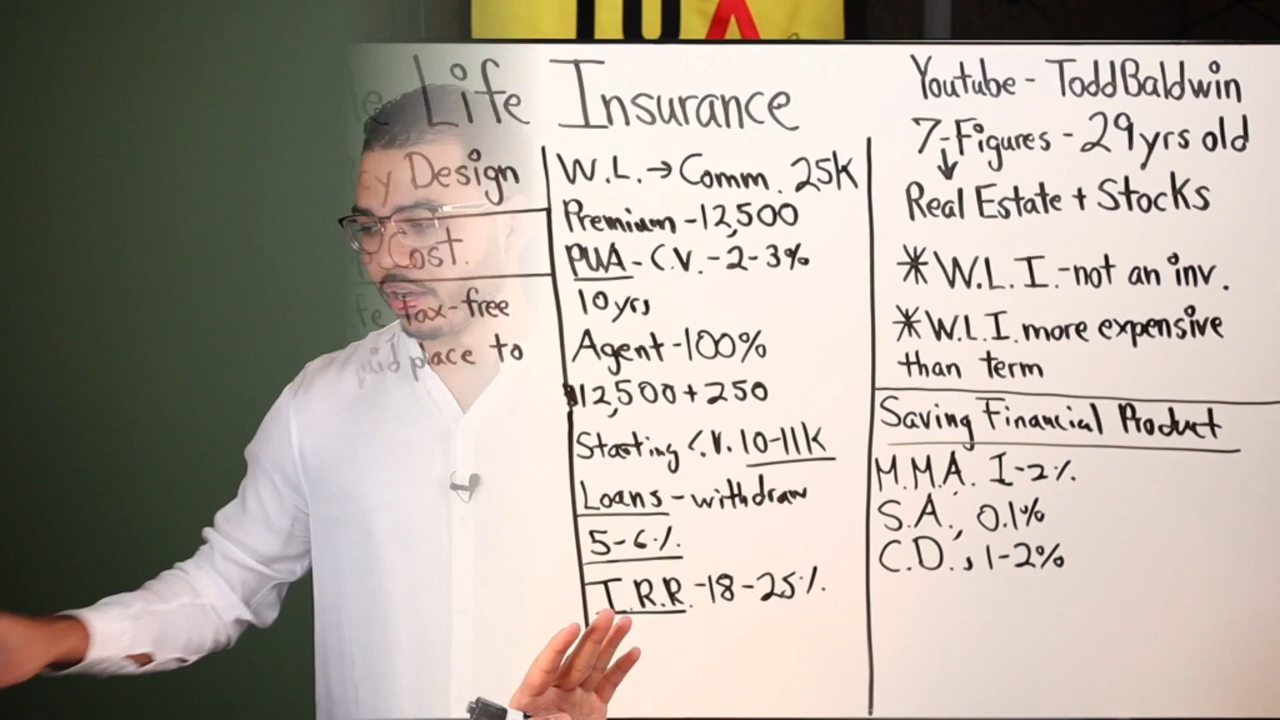 10X
Life Insurance
cy Design
Cost.
tax-free
place to
W.L.→Comm. 25K
Premium-12,500
PUA-C.V.-2-3%
10yrs
Agent-100%
$12,500+250
Starting C.V. 10-11K
Loans-withdraw
5-6%
I.R.R.-18-25%
Youtube-ToddBaldwin
7-Figures-29yrs old
↓
Real Estate+Stocks
*W.L.I.-not an inv.
*W.L.I. more expensive
than term
Saving Financial Product
M.M.A. 1-2%
S.A., 0.1%
C.D.'s 1-2%